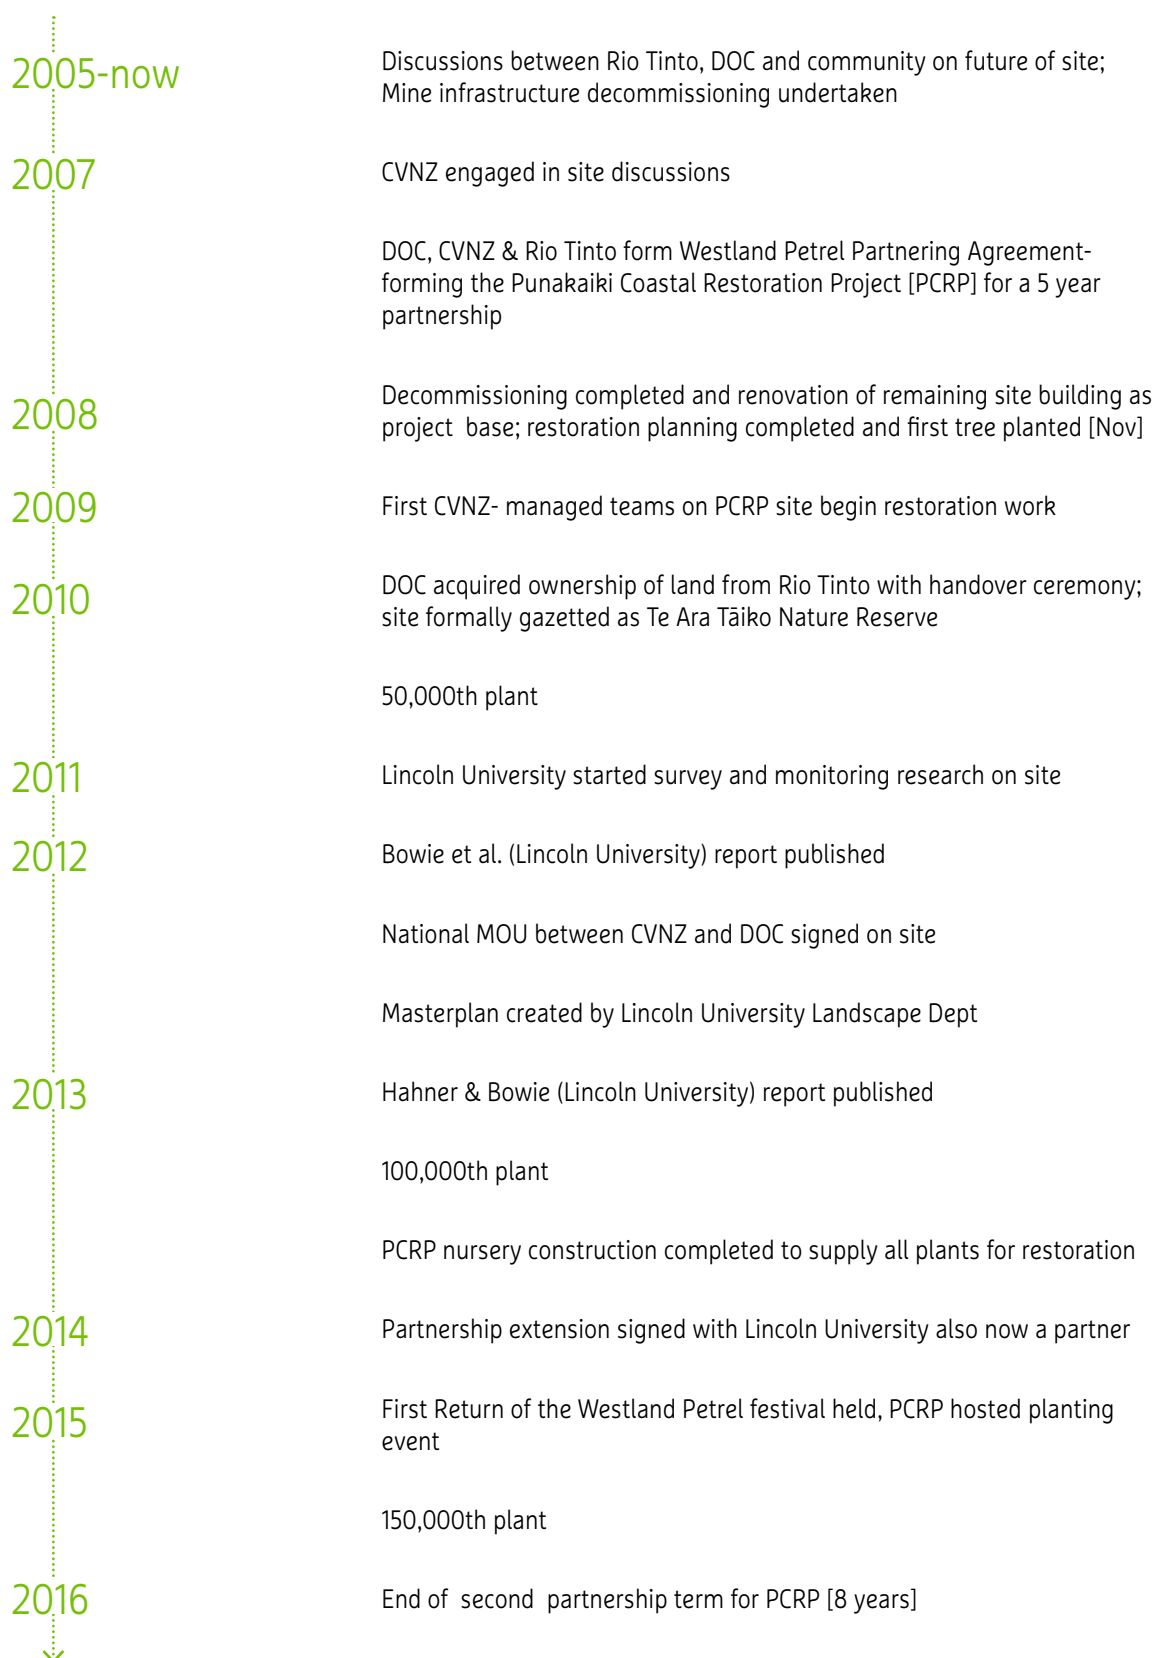 2005-now
Discussions between Rio Tinto, DOC and community on future of site;
Mine infrastructure decommissioning undertaken
2007
CVNZ engaged in site discussions
DOC, CVNZ & Rio Tinto form Westland Petrel Partnering Agreement-
forming the Punakaiki Coastal Restoration Project [PCRP] for a 5 year
partnership
2008
Decommissioning completed and renovation of remaining site building as
project base; restoration planning completed and first tree planted [Nov]
2009
First CVNZ- managed teams on PCRP site begin restoration work
2010
DOC acquired ownership of land from Rio Tinto with handover ceremony;
site formally gazetted as Te Ara Tāiko Nature Reserve
50,000th plant
2011
Lincoln University started survey and monitoring research on site
2012
Bowie et al. (Lincoln University) report published
National MOU between CVNZ and DOC signed on site
Masterplan created by Lincoln University Landscape Dept
2013
Hahner & Bowie (Lincoln University) report published
100,000th plant
PCRP nursery construction completed to supply all plants for restoration
2014
Partnership extension signed with Lincoln University also now a partner
2015
First Return of the Westland Petrel festival held, PCRP hosted planting
event
150,000th plant
2016
End of second partnership term for PCRP [8 years]